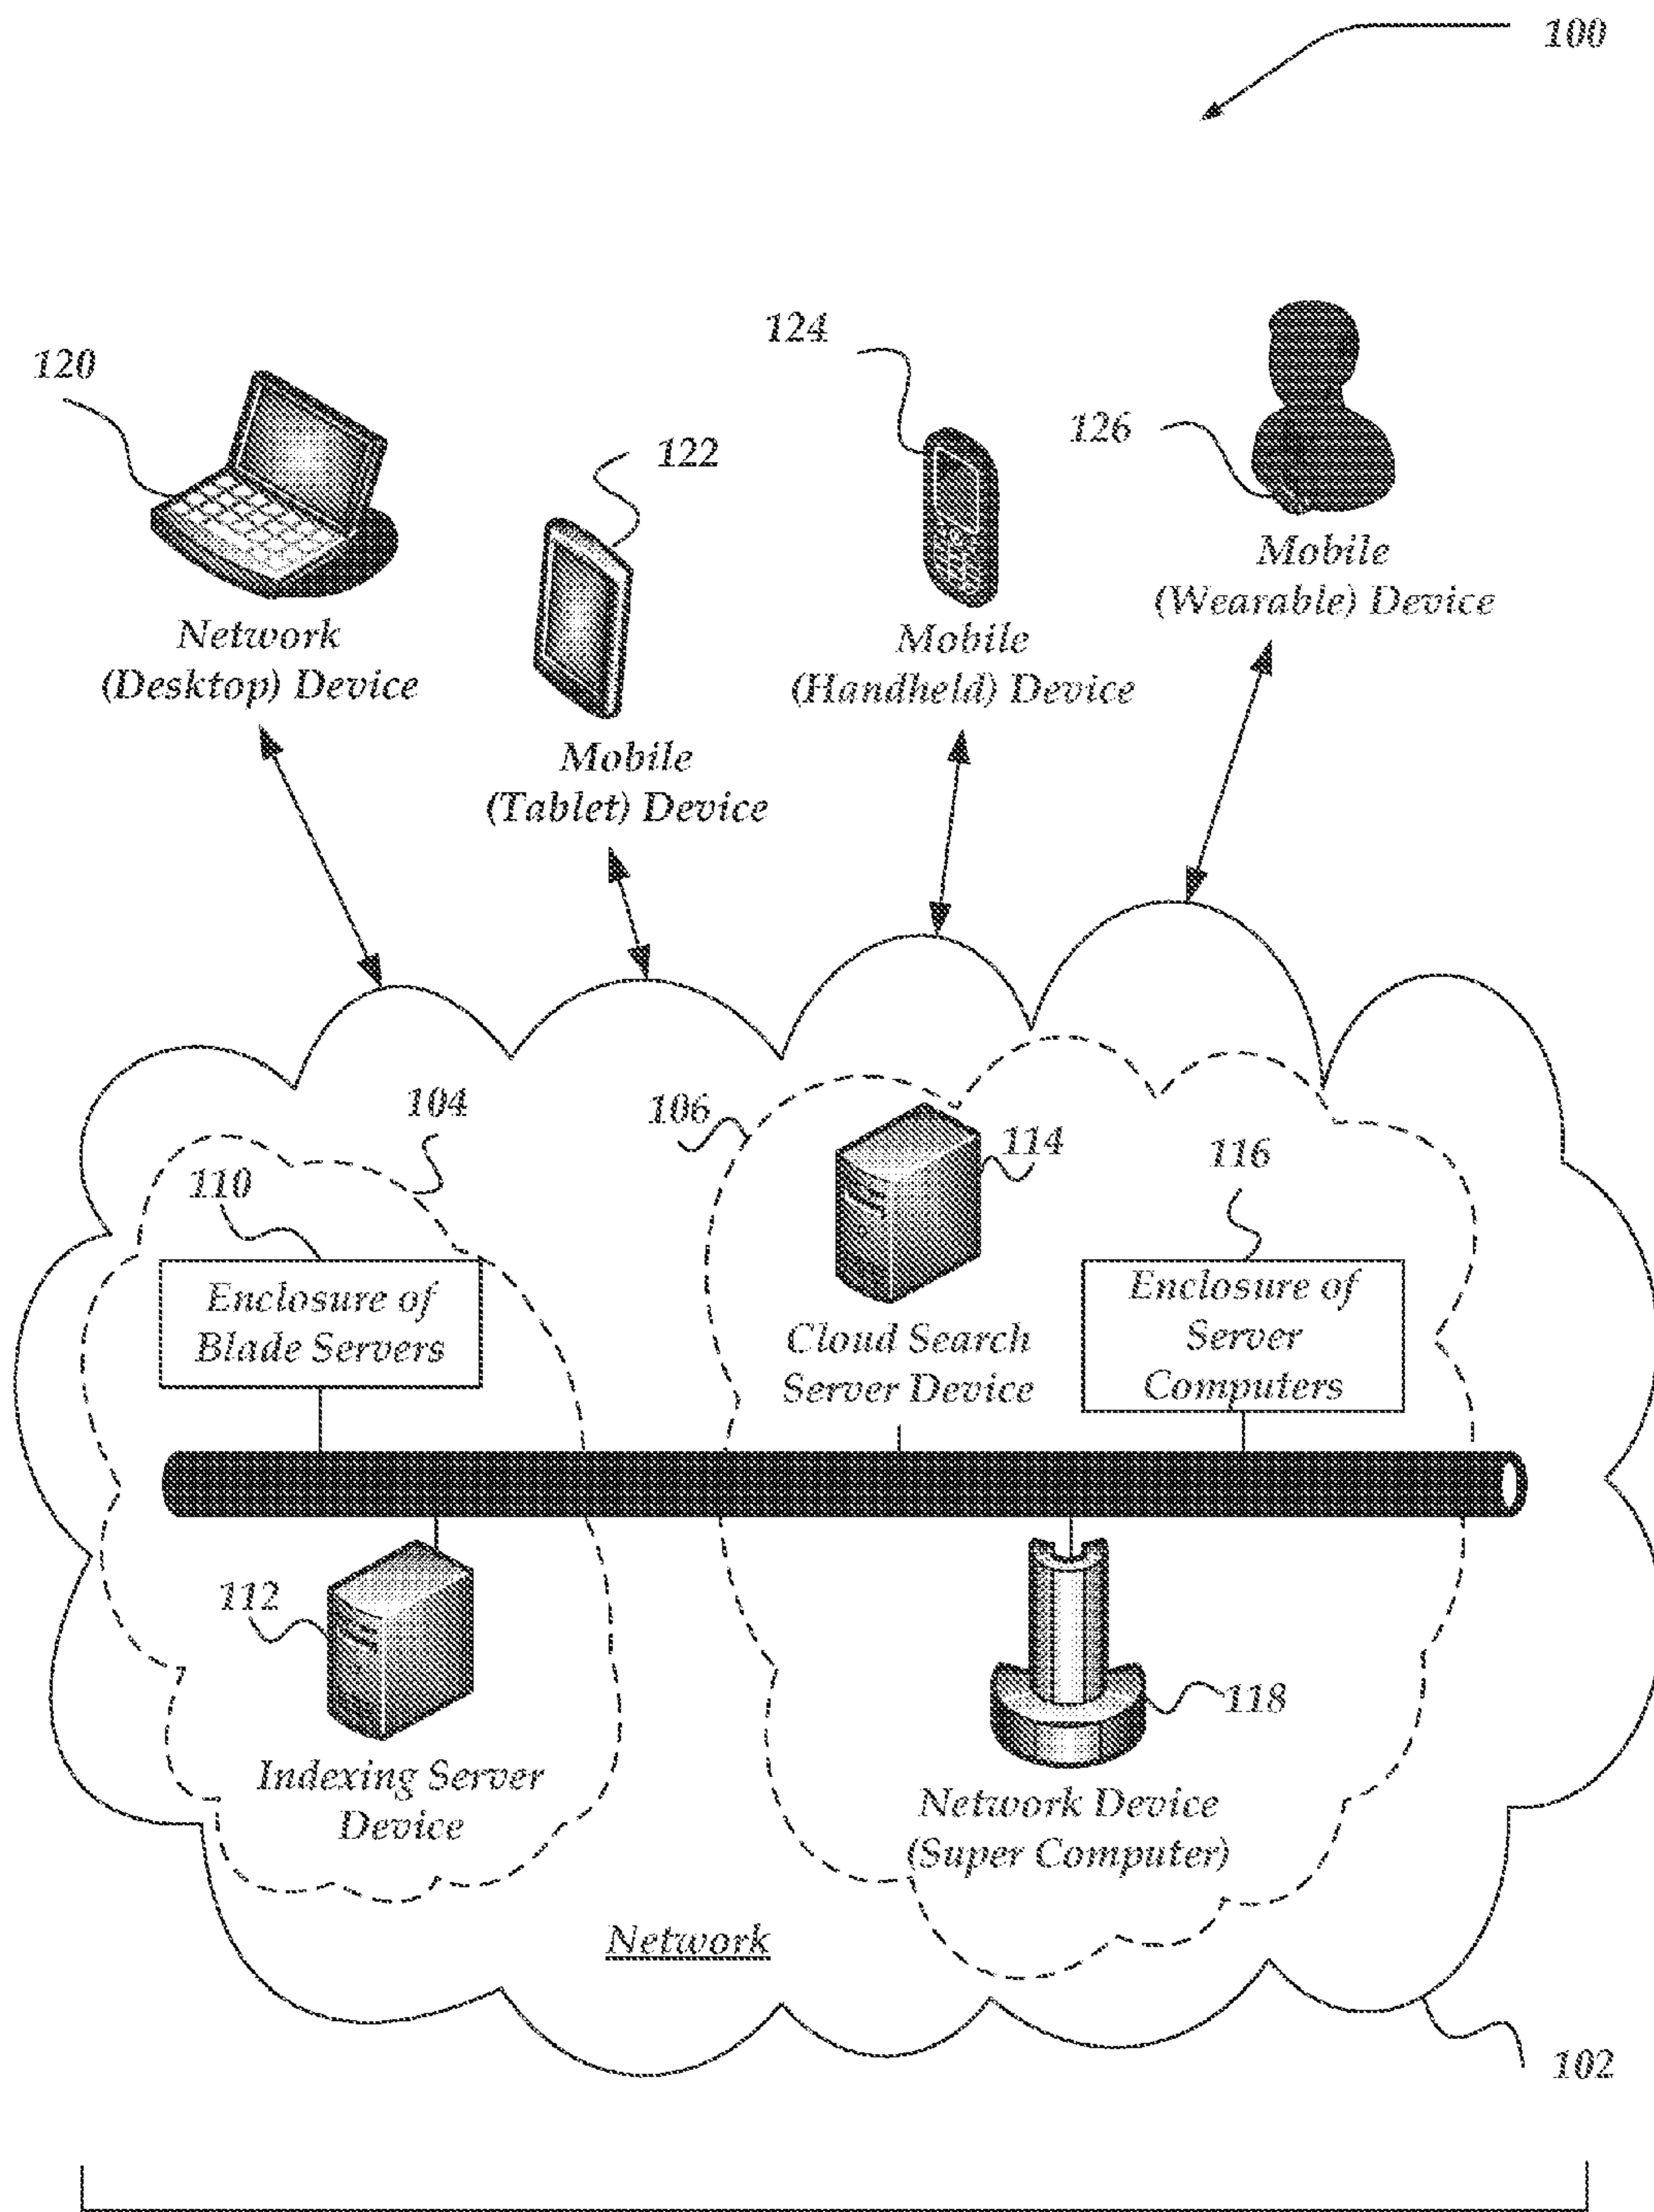 100
120
122
124
126
Network
(Desktop) Device
Mobile
(Tablet) Device
Mobile
(Handheld) Device
Mobile
(Wearable) Device
104
106
110
114
116
Enclosure of
Blade Servers
Cloud Search
Server Device
Enclosure of
Server
Computers
112
118
Indexing Server
Device
Network Device
(Super Computer)
Network
102